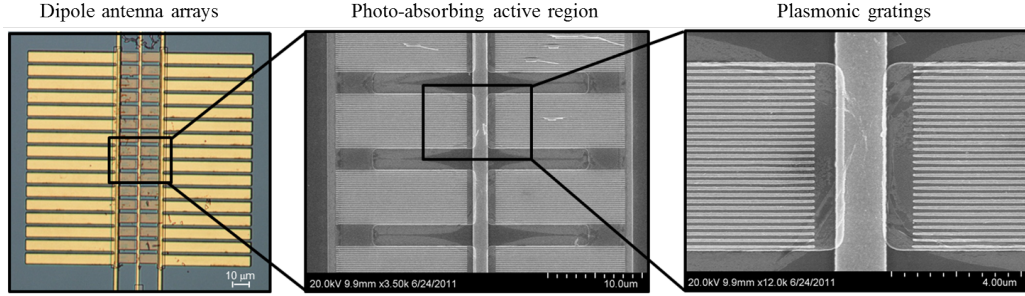 Dipole antenna arrays
Photo-absorbing active region
Plasmonic gratings
10 μm
20.0kV 9.9mm x3.50k 6/24/2011
10.0um
20.0kV 9.9mm x12.0k 6/24/2011
4.00um